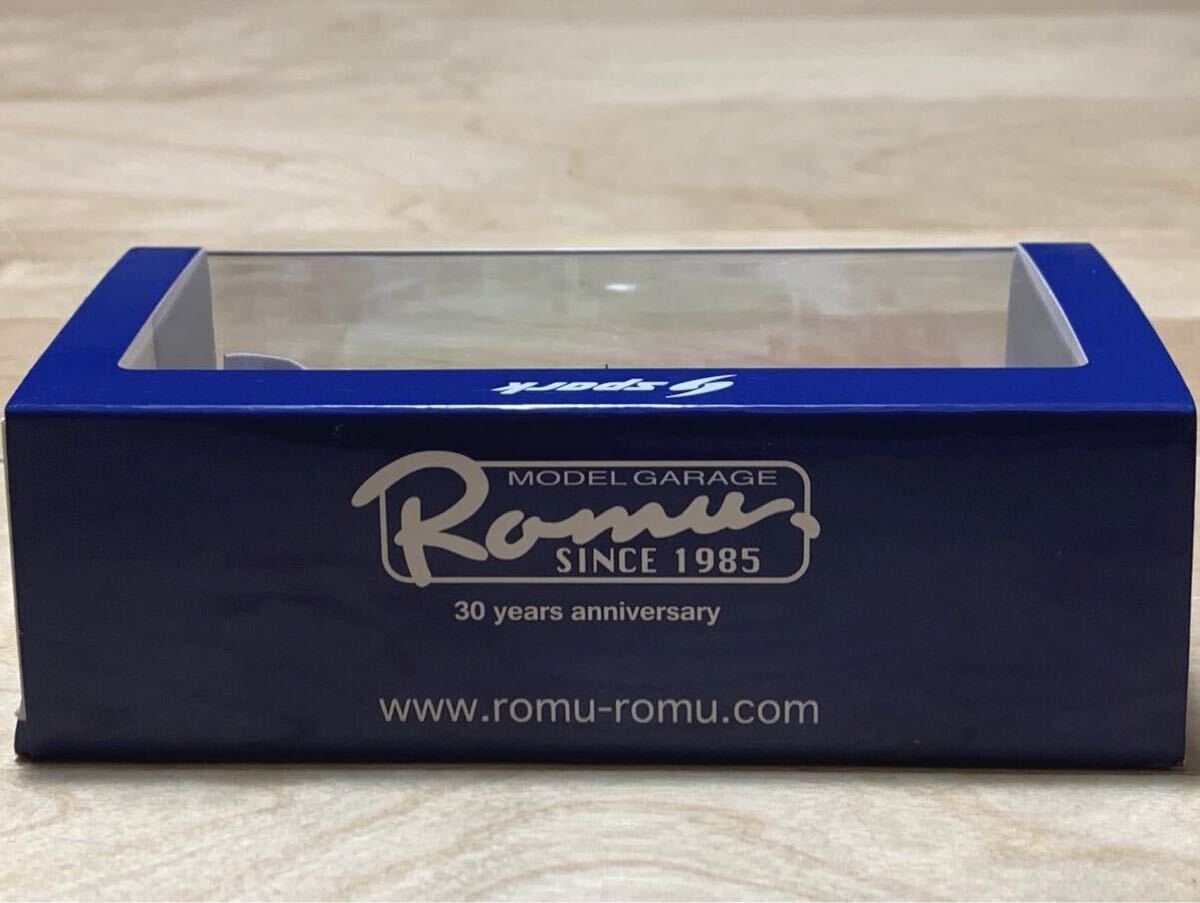 spark
MODEL GARAGE
Romu
SINCE 1985
30 years anniversary
www.romu-romu.com